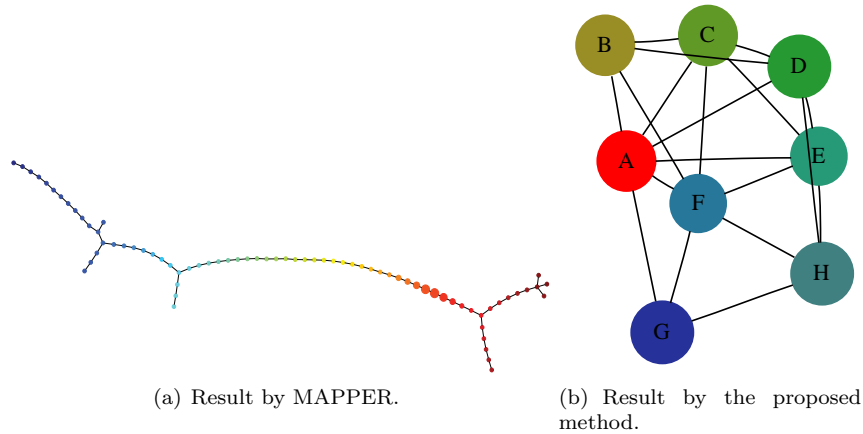 B
C
D
A
E
F
H
G
(a) Result by MAPPER.
(b) Result by the proposed
method.